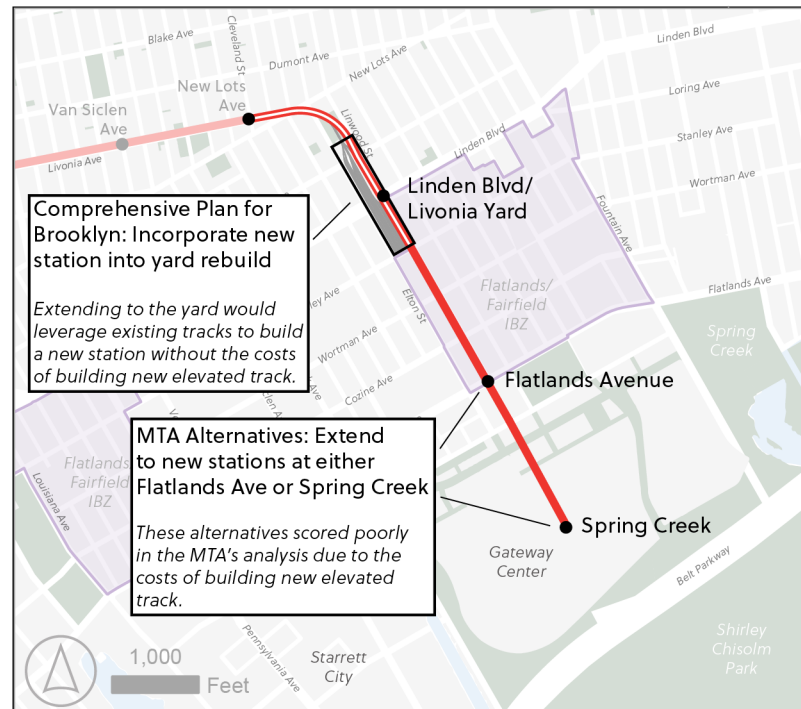 Blake Ave
Cleveland St
Dumont Ave
New Lots Ave
Linden Blvd
Loring Ave
Stanley Ave
Wortman Ave
New Lots
Ave
Van Siclen
Ave
Livonia Ave
Linwood St
Linden Blvd
Fountain Ave
Linden Blvd/
Livonia Yard
Comprehensive Plan for
Brooklyn: Incorporate new
station into yard rebuild
Extending to the yard would
leverage existing tracks to build
a new station without the costs
of building new elevated track.
Elton St
Flatlands/
Fairfield
IBZ
Flatlands Ave
Spring
Creek
Wortman Ave
Cozine Ave
Flatlands Avenue
MTA Alternatives: Extend
to new stations at either
Flatlands Ave or Spring Creek
These alternatives scored poorly
in the MTA's analysis due to the
costs of building new elevated
track.
Flatlands
Fairfield
IBZ
Louisiana Ave
Spring Creek
Gateway
Center
Belt Parkway
Shirley
Chisolm
Park
Pennsylvania Ave
Starrett
City
1,000
Feet